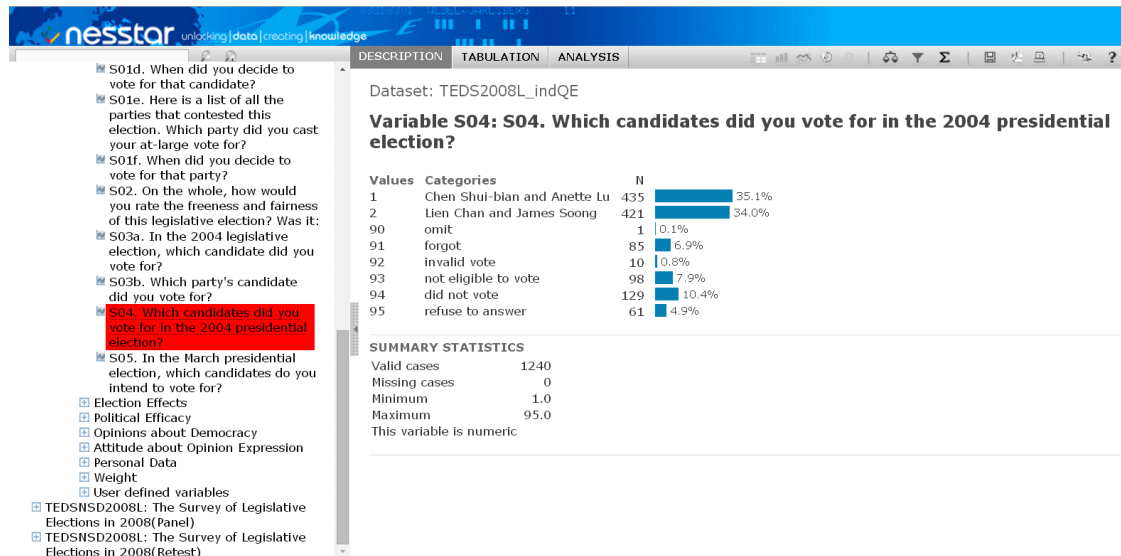 nesstar unlocking|data|creating|knowledge
DESCRIPTION TABULATION ANALYSIS
Σ ?
S01d. When did you decide to
vote for that candidate?
S01e. Here is a list of all the
parties that contested this
election. Which party did you cast
your at-large vote for?
S01f. When did you decide to
vote for that party?
S02. On the whole, how would
you rate the freeness and fairness
of this legislative election? Was it:
S03a. In the 2004 legislative
election, which candidate did you
vote for?
S03b. Which party's candidate
did you vote for?
S04. Which candidates did you
vote for in the 2004 presidential
election?
S05. In the March presidential
election, which candidates do you
intend to vote for?
Election Effects
Political Efficacy
Opinions about Democracy
Attitude about Opinion Expression
Personal Data
Weight
User defined variables
TEDSNSD2008L: The Survey of Legislative
Elections in 2008(Panel)
TEDSNSD2008L: The Survey of Legislative
Elections in 2008(Retest)
Dataset: TEDS2008L_indQE
Variable S04: S04. Which candidates did you vote for in the 2004 presidential
election?
Values Categories N
1 Chen Shui-bian and Anette Lu 435 35.1%
2 Lien Chan and James Soong 421 34.0%
90 omit 1 0.1%
91 forgot 85 6.9%
92 invalid vote 10 0.8%
93 not eligible to vote 98 7.9%
94 did not vote 129 10.4%
95 refuse to answer 61 4.9%
SUMMARY STATISTICS
Valid cases 1240
Missing cases 0
Minimum 1.0
Maximum 95.0
This variable is numeric